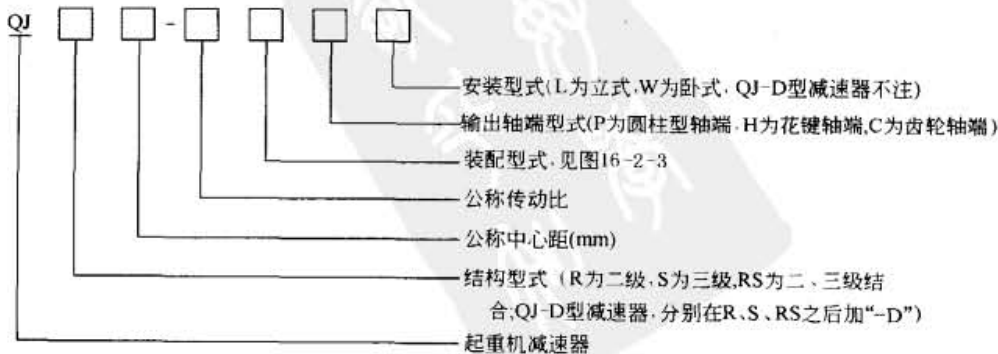 QJ □ □ - □ □ □ □
安装型式(L为立式,W为卧式,QJ-D型减速器不注)
输出轴端型式(P为圆柱型轴端,H为花键轴端,C为齿轮轴端)
装配型式,见图16-2-3
公称传动比
公称中心距(mm)
结构型式(R为二级,S为三级,RS为二、三级结
合;QJ-D型减速器,分别在R、S、RS之后加“-D”)
起重机减速器